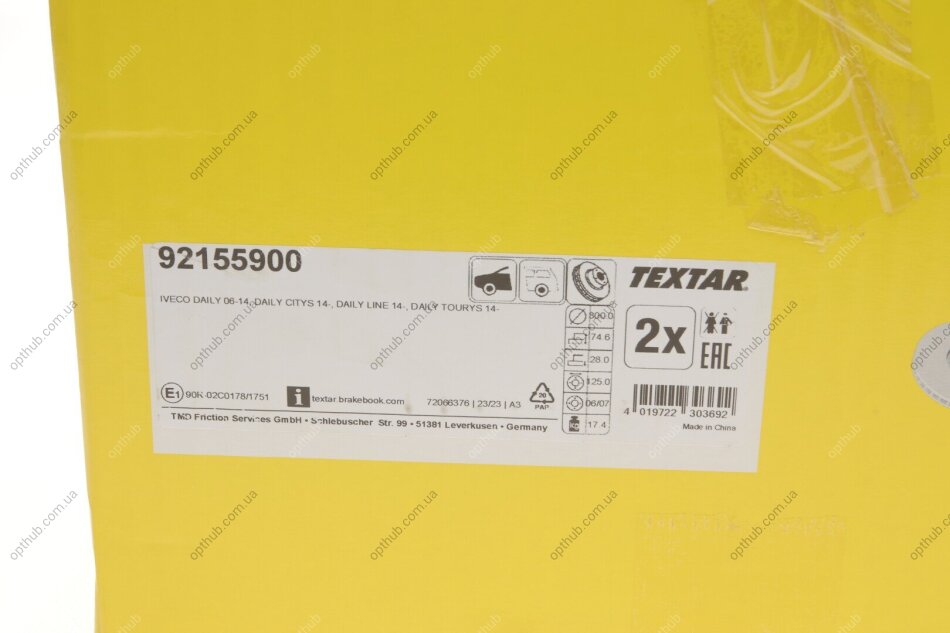 92155900
IVECO DAILY 06-14, DAILY CITYS 14-, DAILY LINE 14-, DAILY TOURYS 14-
TEXTAR
300.0
74.6
28.0
125.0
06/07
17.4
2x
EAC
E1 90R-02C0178/1751
i textar brakebook.com
72066376 | 23/23 | A3
20
PAP
TMD Friction Services GmbH • Schlebuscher Str. 99 • 51381 Leverkusen • Germany
4 019722 303692
Made in China
opthub.com.ua